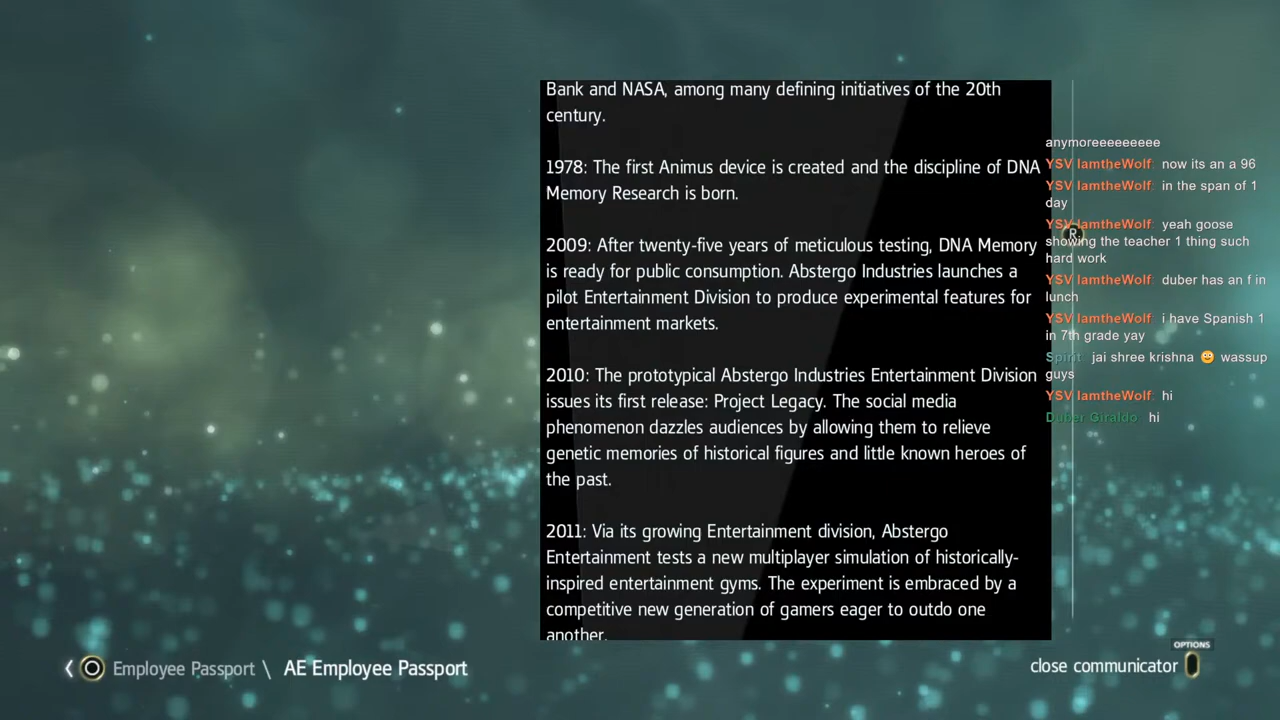 Bank and NASA, among many defining initiatives of the 20th
century.
1978: The first Animus device is created and the discipline of DNA
Memory Research is born.
2009: After twenty-five years of meticulous testing, DNA Memory
is ready for public consumption. Abstergo Industries launches a
pilot Entertainment Division to produce experimental features for
entertainment markets.
2010: The prototypical Abstergo Industries Entertainment Division
issues its first release: Project Legacy. The social media
phenomenon dazzles audiences by allowing them to relieve
genetic memories of historical figures and little known heroes of
the past.
2011: Via its growing Entertainment division, Abstergo
Entertainment tests a new multiplayer simulation of historically-
inspired entertainment gyms. The experiment is embraced by a
competitive new generation of gamers eager to outdo one
another.
anymoreeeeeeeee
YSV IamtheWolf: now its an a 96
YSV IamtheWolf: in the span of 1
day
YSV IamtheWolf: yeah goose
showing the teacher 1 thing such
hard work
R
YSV IamtheWolf: duber has an f in
lunch
YSV IamtheWolf: i have Spanish 1
in 7th grade yay
Spirit: jai shree krishna 🙂 wassup
guys
YSV IamtheWolf: hi
Duber Giraldo: hi
Employee Passport \ AE Employee Passport
OPTIONS
close communicator